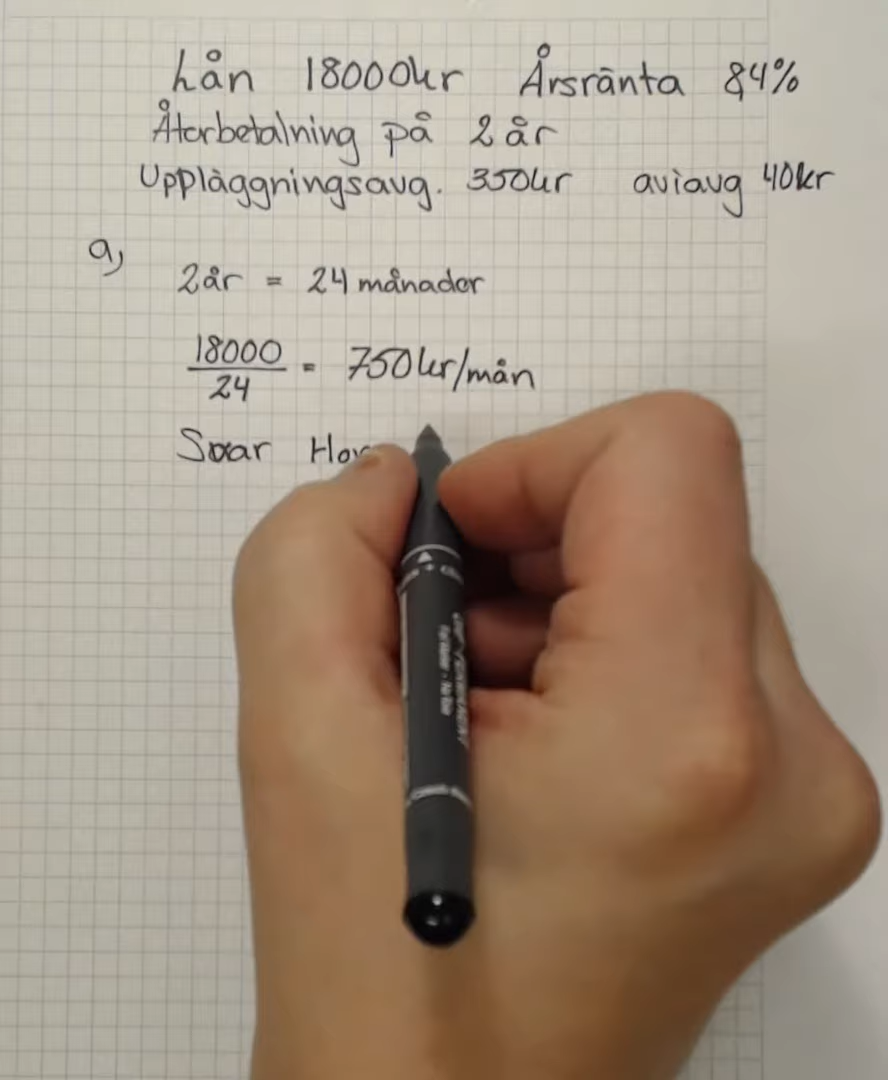 Lån 18000kr Årsränta 8,4%
Återbetalning på 2 år
Uppläggningsavg. 350kr aviavg 40kr
a)
2 år = 24 månader
18000
24
= 750kr/mån
Svar Hon